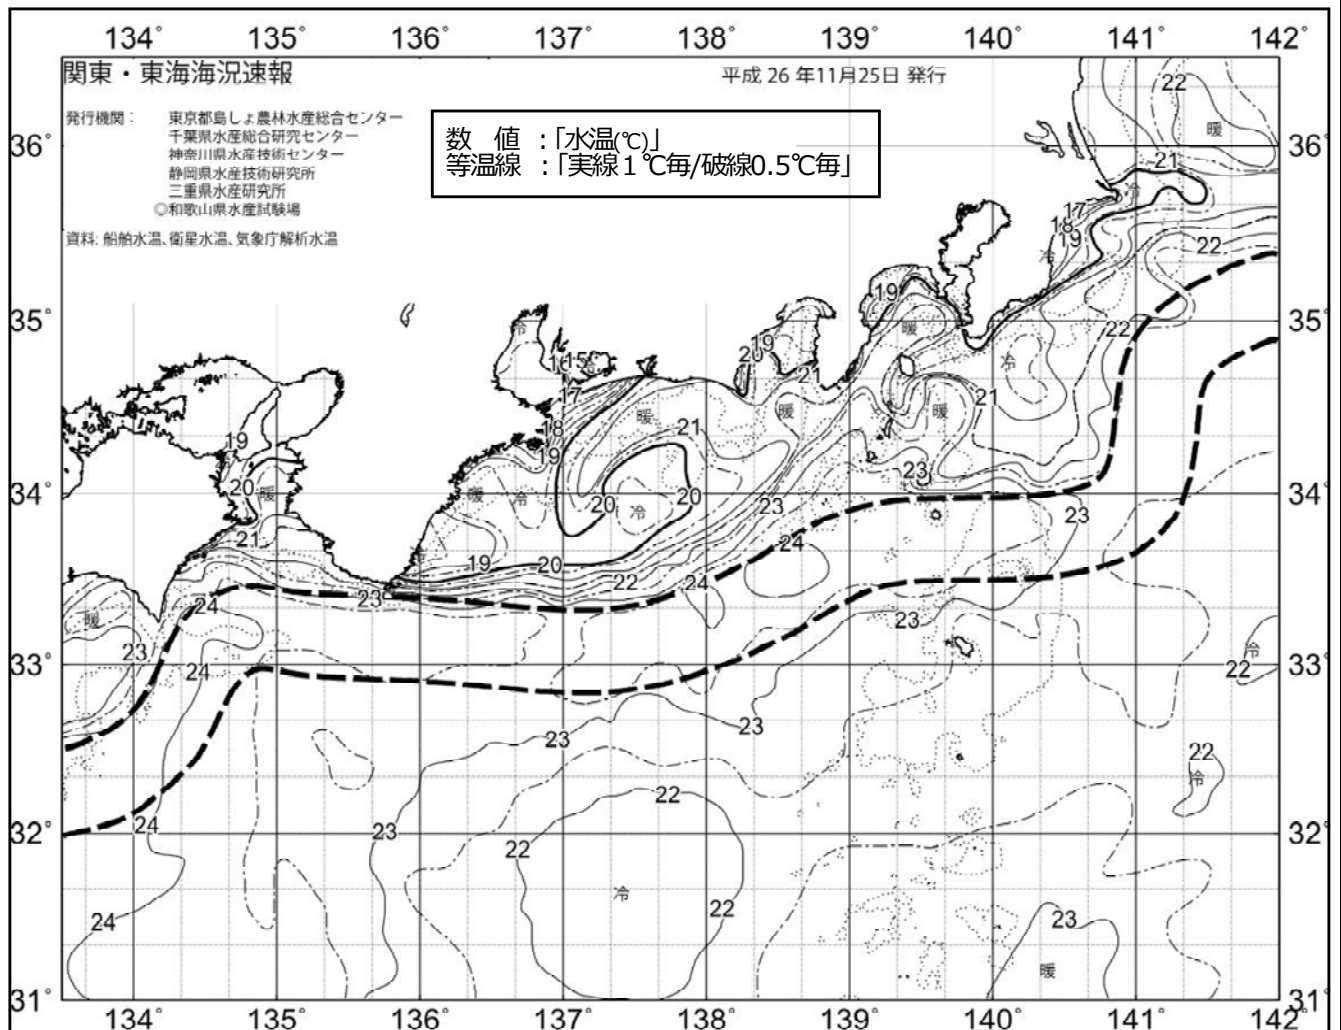 134° 135° 136° 137° 138° 139° 140° 141° 142°
関東・東海海況速報
平成 26 年11月25日 発行
発行機関： 東京都島しょ農林水産総合センター
千葉県水産総合研究センター
神奈川県水産技術センター
静岡県水産技術研究所
三重県水産研究所
◎和歌山県水産試験場
資料: 船舶水温、衛星水温、気象庁解析水温
数　値　：「水温(℃)」
等温線　：「実線１℃毎/破線0.5℃毎」
22
暖
36° 36°
21
冷
17
18
19
冷
22
19
35° 35°
冷
暖
22
15
19
20
冷
17
21
暖
暖
暖
21
18
21
19
19
23
20
暖
34° 34°
暖
冷
20
冷
20
23
23
21
24
19
20
22
24
23
24
暖
23
23
冷
33° 33°
24
22
23
23
22
冷
22
32° 32°
24
23
22
冷
24
22
23
暖
31° 31°
134° 135° 136° 137° 138° 139° 140° 141° 142°